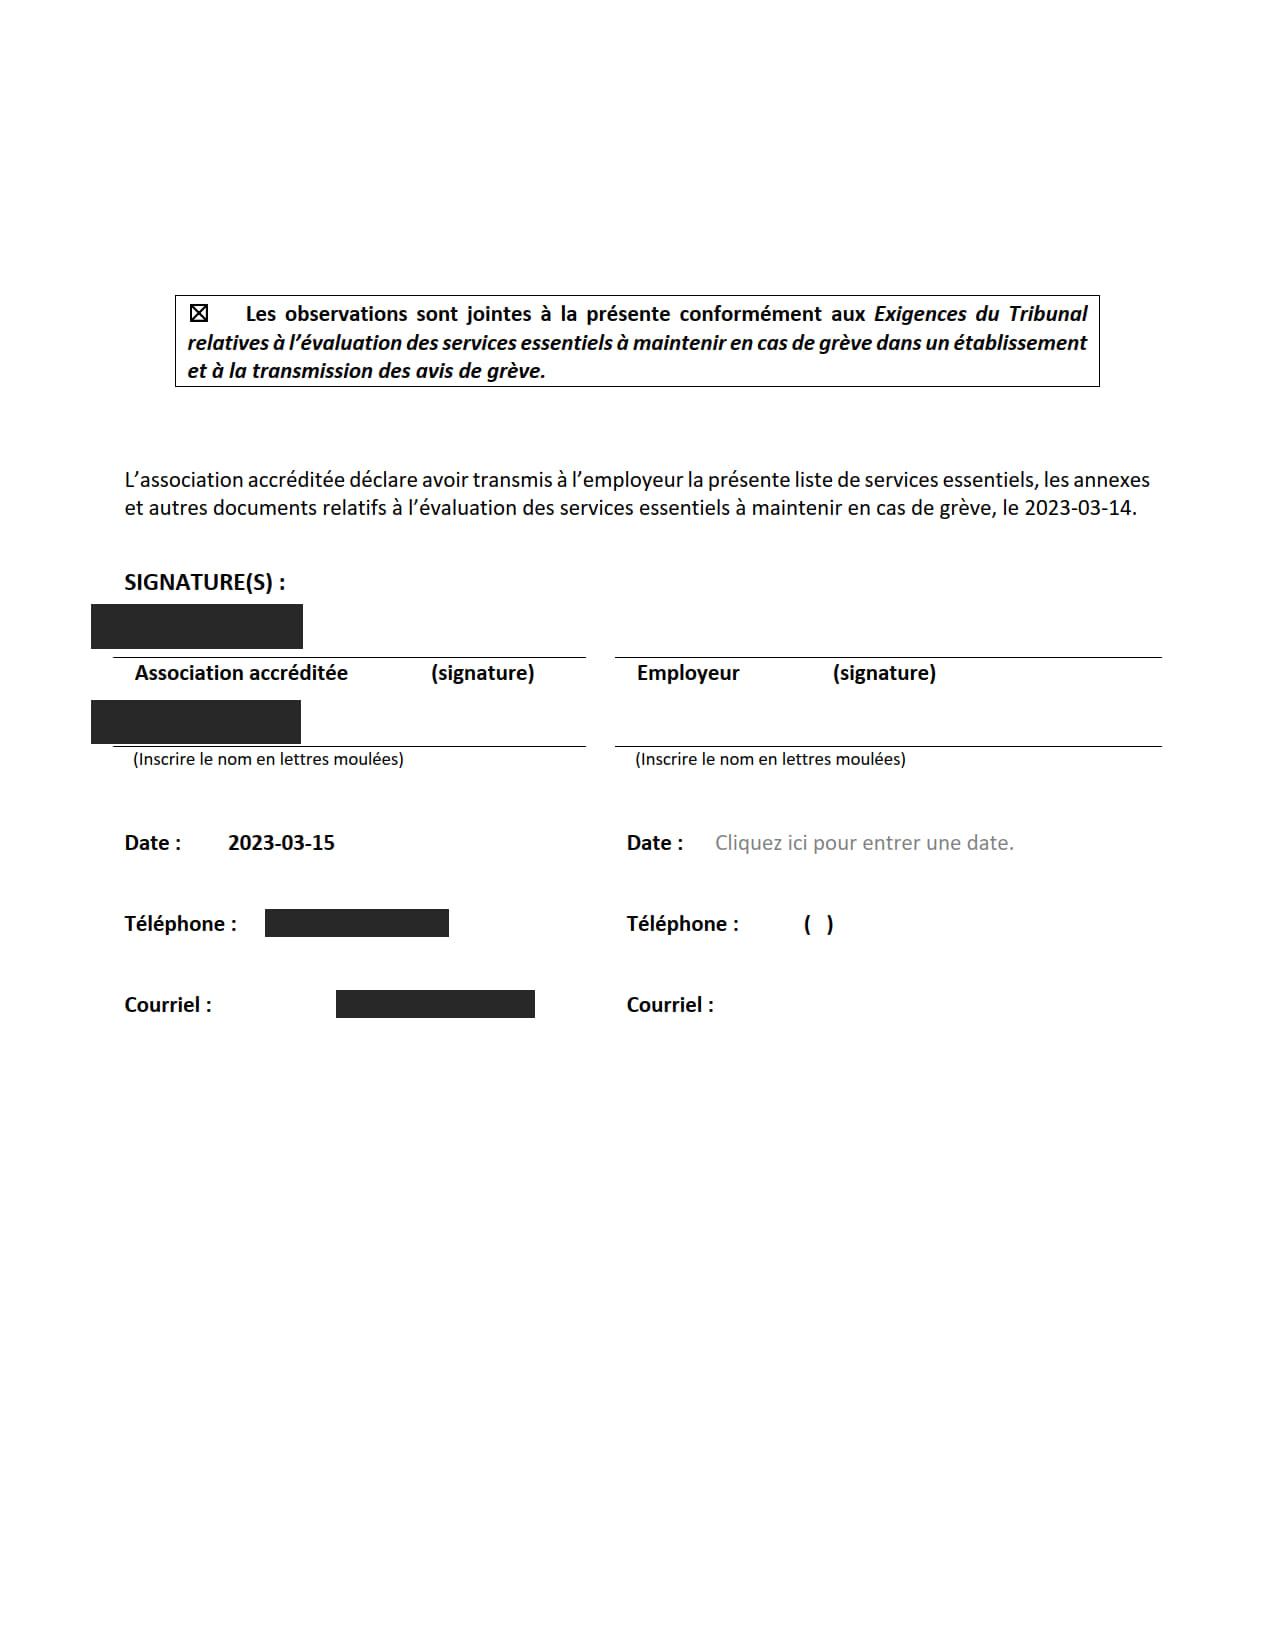 ☒ Les observations sont jointes à la présente conformément aux Exigences du Tribunal
relatives à l’évaluation des services essentiels à maintenir en cas de grève dans un établissement
et à la transmission des avis de grève.
L’association accréditée déclare avoir transmis à l’employeur la présente liste de services essentiels, les annexes
et autres documents relatifs à l’évaluation des services essentiels à maintenir en cas de grève, le 2023-03-14.
SIGNATURE(S) :
Association accréditée (signature) Employeur (signature)
(Inscrire le nom en lettres moulées) (Inscrire le nom en lettres moulées)
Date : 2023-03-15 Date : Cliquez ici pour entrer une date.
Téléphone : Téléphone : ( )
Courriel : Courriel :